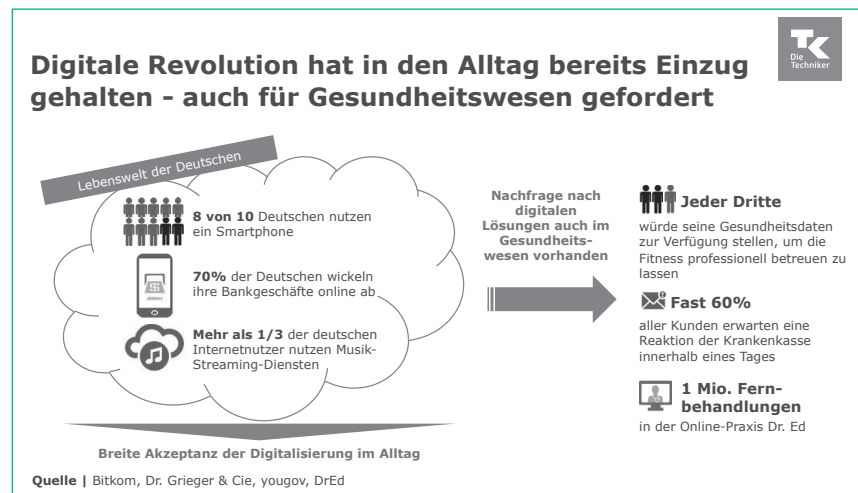 Digitale Revolution hat in den Alltag bereits Einzug
gehalten - auch für Gesundheitswesen gefordert
TK
Die
Techniker
Lebenswelt der Deutschen
8 von 10 Deutschen nutzen
ein Smartphone
70% der Deutschen wickeln
ihre Bankgeschäfte online ab
Mehr als 1/3 der deutschen
Internetnutzer nutzen Musik-
Streaming-Diensten
Breite Akzeptanz der Digitalisierung im Alltag
Nachfrage nach
digitalen
Lösungen auch im
Gesundheits-
wesen vorhanden
Jeder Dritte
würde seine Gesundheitsdaten
zur Verfügung stellen, um die
Fitness professionell betreuen zu
lassen
Fast 60%
aller Kunden erwarten eine
Reaktion der Krankenkasse
innerhalb eines Tages
1 Mio. Fern-
behandlungen
in der Online-Praxis Dr. Ed
Quelle | Bitkom, Dr. Grieger & Cie, yougov, DrEd